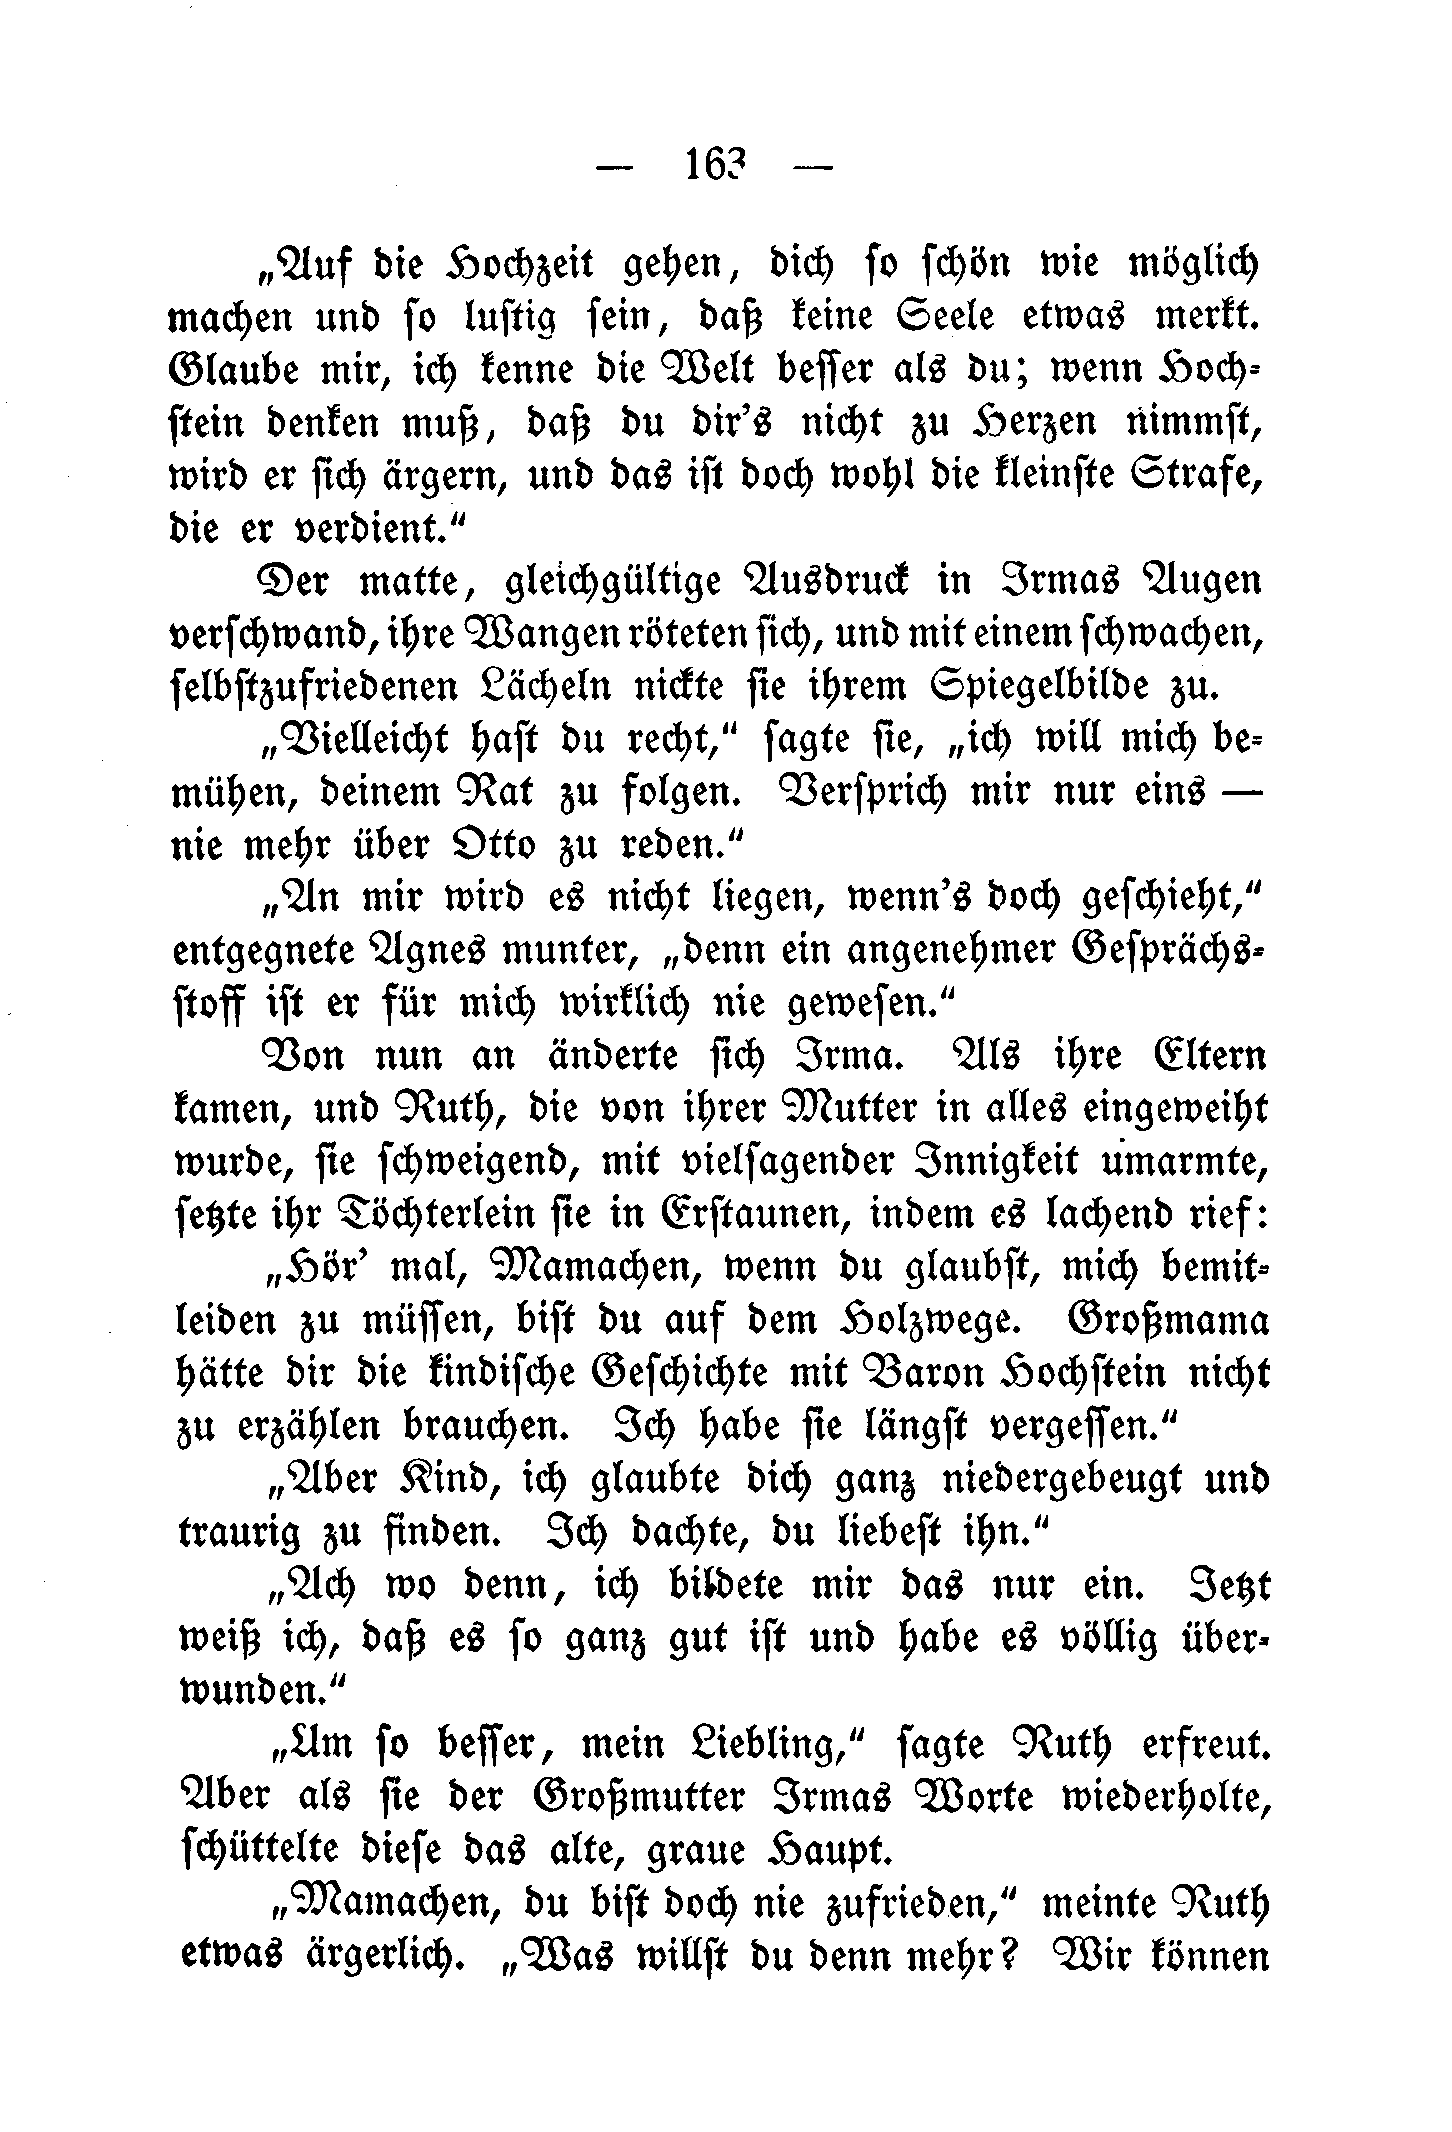 — 163 —
„Auf die Hochzeit gehen, dich so schön wie möglich
machen und so lustig sein, daß keine Seele etwas merkt.
Glaube mir, ich kenne die Welt besser als du; wenn Hoch-
stein denken muß, daß du dir's nicht zu Herzen nimmst,
wird er sich ärgern, und das ist doch wohl die kleinste Strafe,
die er verdient.“
Der matte, gleichgültige Ausdruck in Irmas Augen
verschwand, ihre Wangen röteten sich, und mit einem schwachen,
selbstzufriedenen Lächeln nickte sie ihrem Spiegelbilde zu.
„Vielleicht hast du recht,“ sagte sie, „ich will mich be-
mühen, deinem Rat zu folgen. Versprich mir nur eins —
nie mehr über Otto zu reden.“
„An mir wird es nicht liegen, wenn's doch geschieht,“
entgegnete Agnes munter, „denn ein angenehmer Gesprächs-
stoff ist er für mich wirklich nie gewesen.“
Von nun an änderte sich Irma. Als ihre Eltern
kamen, und Ruth, die von ihrer Mutter in alles eingeweiht
wurde, sie schweigend, mit vielsagender Innigkeit umarmte,
setzte ihr Töchterlein sie in Erstaunen, indem es lachend rief:
„Hör' mal, Mamachen, wenn du glaubst, mich bemit-
leiden zu müssen, bist du auf dem Holzwege. Großmama
hätte dir die kindische Geschichte mit Baron Hochstein nicht
zu erzählen brauchen. Ich habe sie längst vergessen.“
„Aber Kind, ich glaubte dich ganz niedergebeugt und
traurig zu finden. Ich dachte, du liebest ihn.“
„Ach wo denn, ich bildete mir das nur ein. Jetzt
weiß ich, daß es so ganz gut ist und habe es völlig über-
wunden.“
„Um so besser, mein Liebling,“ sagte Ruth erfreut.
Aber als sie der Großmutter Irmas Worte wiederholte,
schüttelte diese das alte, graue Haupt.
„Mamachen, du bist doch nie zufrieden,“ meinte Ruth
etwas ärgerlich. „Was willst du denn mehr? Wir können